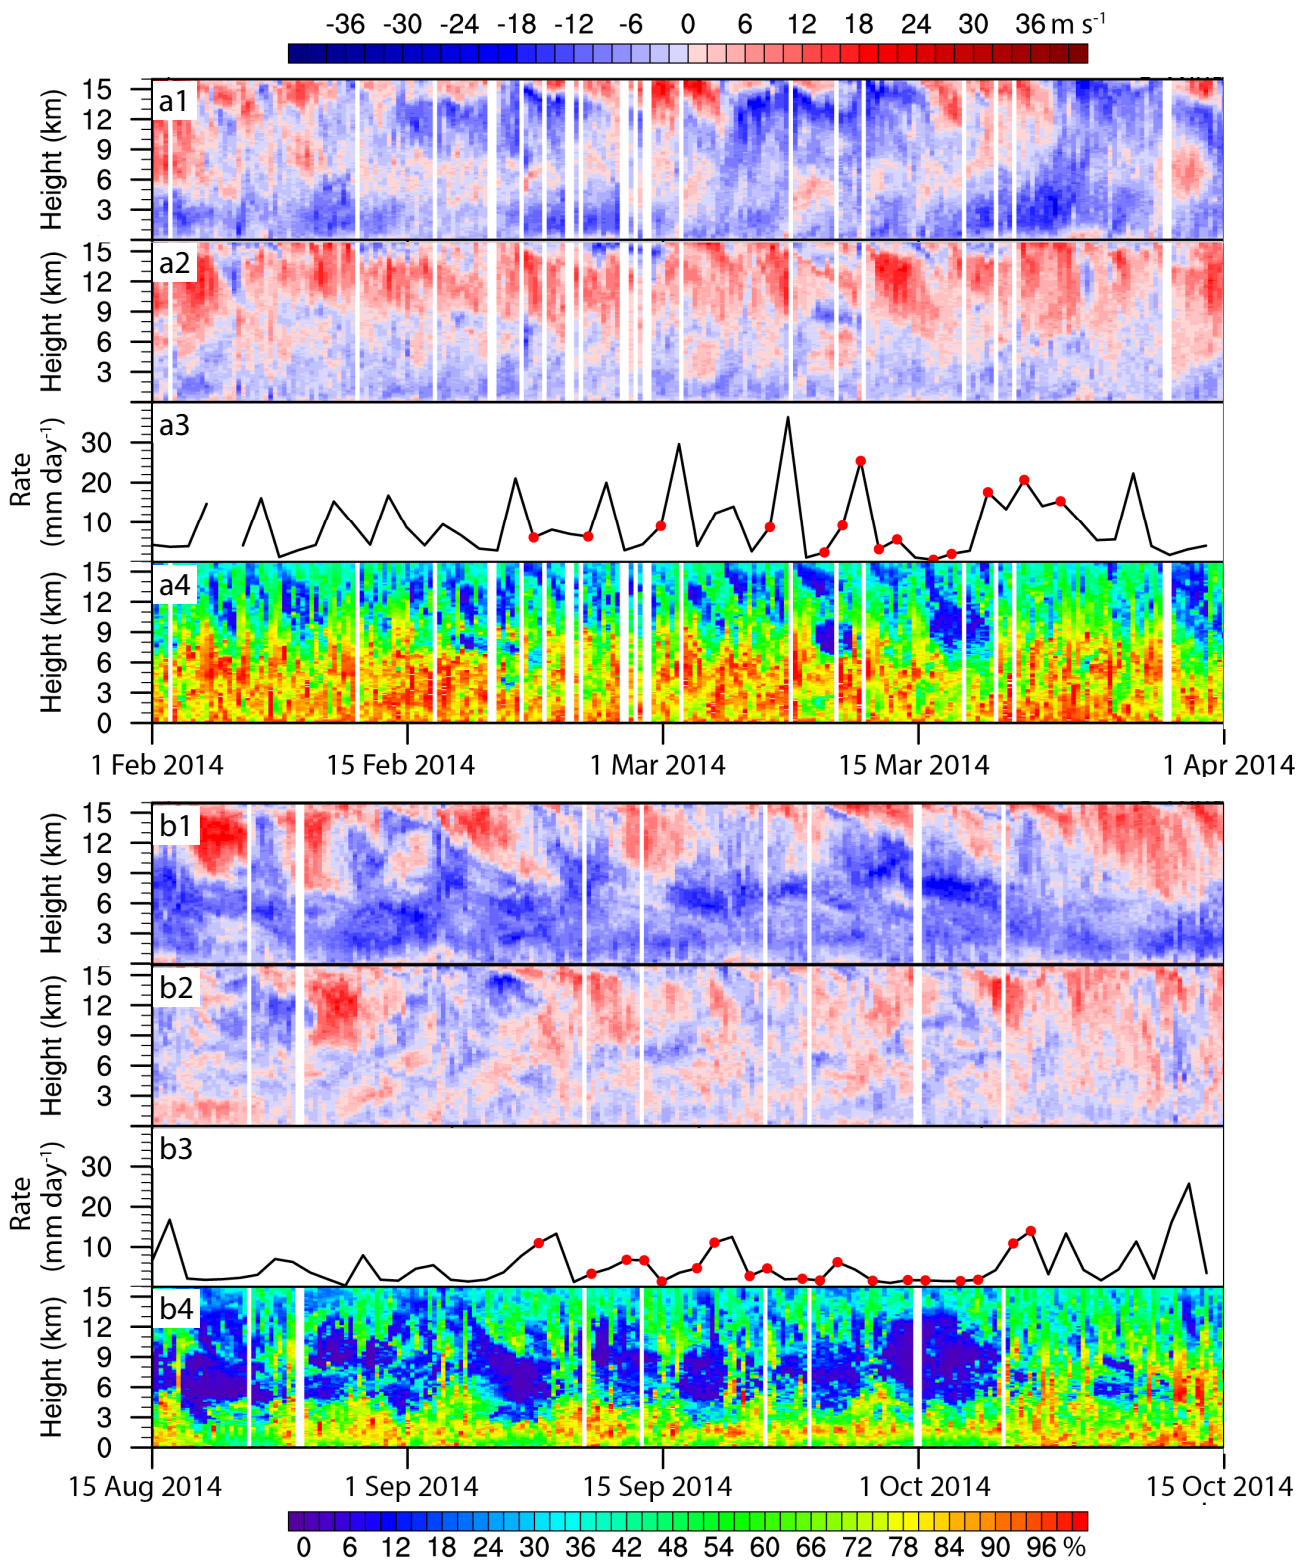 -36 -30 -24 -18 -12 -6 0 6 12 18 24 30 36 m s-1
a1
Height (km)
15
12
9
6
3
a2
Height (km)
15
12
9
6
3
a3
Rate
(mm day-1)
30
20
10
a4
Height (km)
15
12
9
6
3
0
1 Feb 2014 15 Feb 2014 1 Mar 2014 15 Mar 2014 1 Apr 2014
b1
Height (km)
15
12
9
6
3
b2
Height (km)
15
12
9
6
3
b3
Rate
(mm day-1)
30
20
10
b4
Height (km)
15
12
9
6
3
0
15 Aug 2014 1 Sep 2014 15 Sep 2014 1 Oct 2014 15 Oct 2014
0 6 12 18 24 30 36 42 48 54 60 66 72 78 84 90 96 %